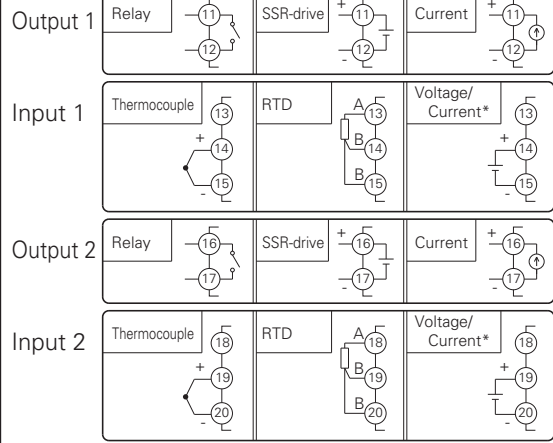 Output 1
Relay
11
12
SSR-drive
+
11
-
12
Current
+
11
-
12
Input 1
Thermocouple
13
+
14
-
15
RTD
A
13
B
14
B
15
Voltage/
Current*
13
+
14
-
15
Output 2
Relay
16
17
SSR-drive
+
16
-
17
Current
+
16
-
17
Input 2
Thermocouple
18
+
19
-
20
RTD
A
18
B
19
B
20
Voltage/
Current*
18
+
19
-
20